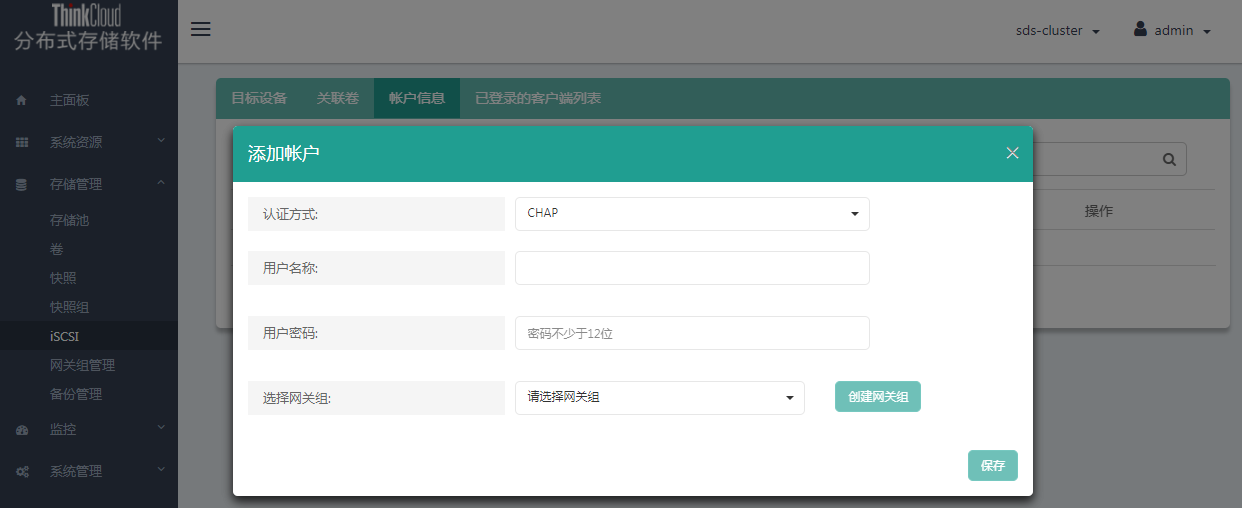 ThinkCloud
分布式存储软件
sds-cluster
admin
主面板
系统资源
存储管理
存储池
卷
快照
快照组
iSCSI
网关组管理
备份管理
监控
系统管理
目标设备 关联卷 帐户信息 已登录的客户端列表
操作
添加帐户
认证方式: CHAP
用户名称:
用户密码: 密码不少于12位
选择网关组: 请选择网关组 创建网关组
保存